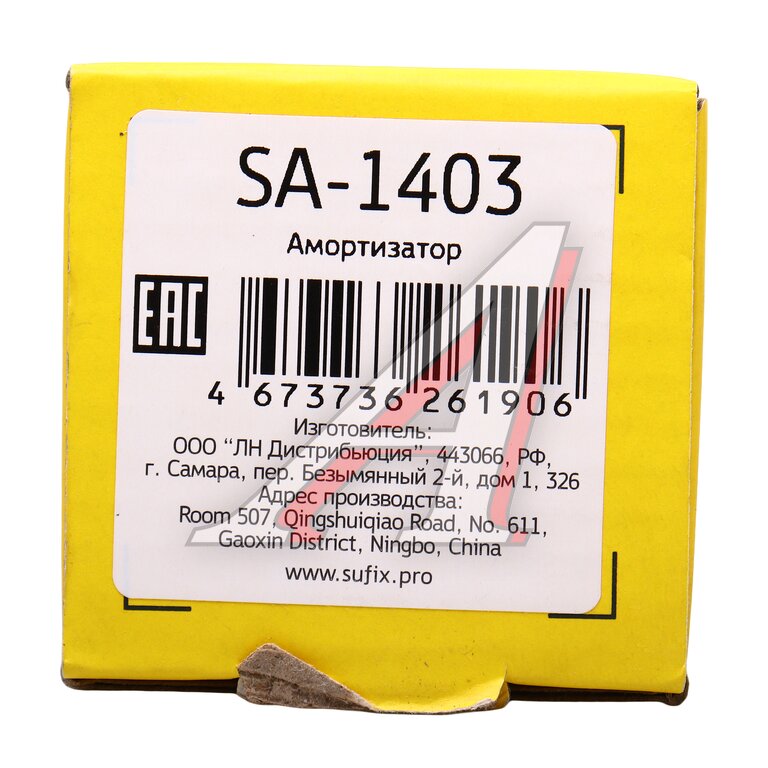 SA-1403
Амортизатор
EAC
4 673736 261906
Изготовитель:
ООО “ЛН Дистрибьюция”, 443066, РФ,
г. Самара, пер. Безымянный 2-й, дом 1, 326
Адрес производства:
Room 507, Qingshuiqiao Road, No. 611,
Gaoxin District, Ningbo, China
www.sufix.pro